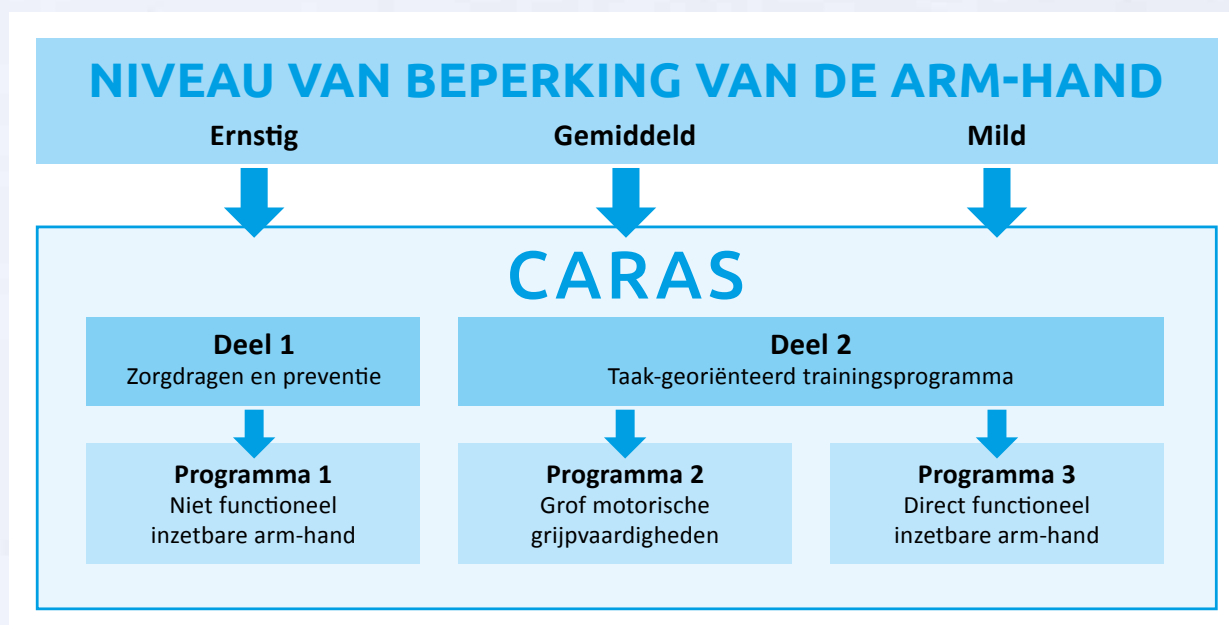 NIVEAU VAN BEPERKING VAN DE ARM-HAND
Ernstig
Gemiddeld
Mild
CARAS
Deel 1
Zorgdragen en preventie
Deel 2
Taak-georiënteerd trainingsprogramma
Programma 1
Niet functioneel
inzetbare arm-hand
Programma 2
Grof motorische
grijpvaardigheden
Programma 3
Direct functioneel
inzetbare arm-hand